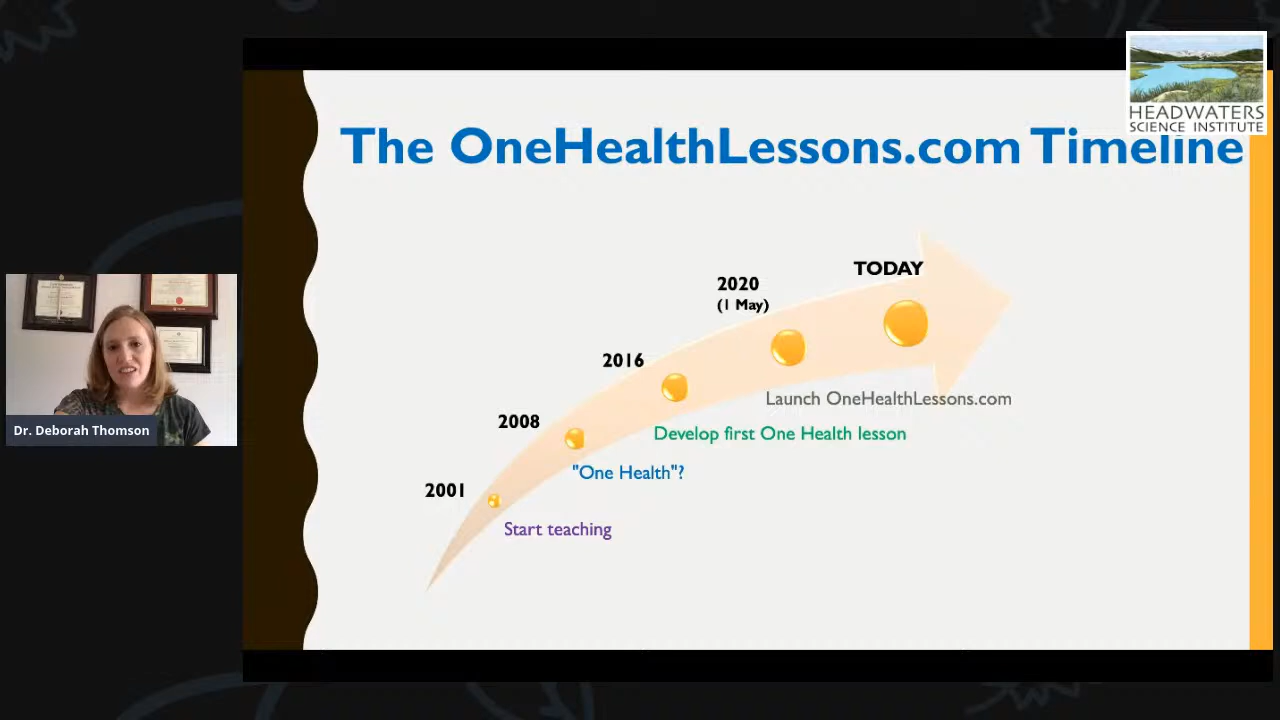 HEADWATERS
SCIENCE INSTITUTE
The OneHealthLessons.com Timeline
TODAY
2020
(1 May)
2016
Launch OneHealthLessons.com
2008
Develop first One Health lesson
"One Health"?
2001
Start teaching
Dr. Deborah Thomson